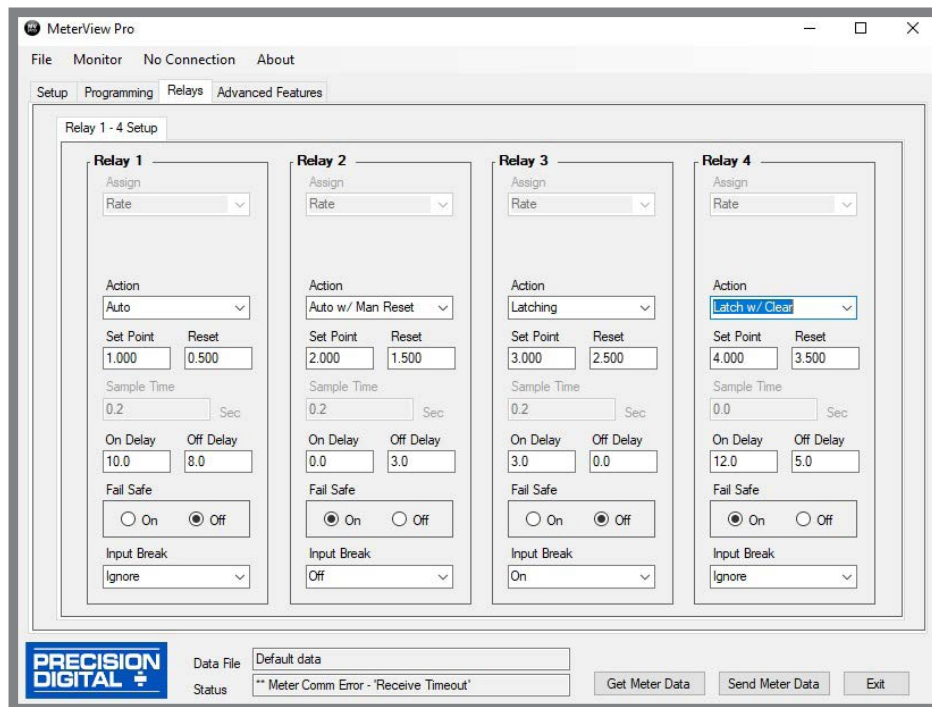 MeterView Pro
File Monitor No Connection About
Setup Programming Relays Advanced Features
Relay 1 - 4 Setup
Relay 1 Relay 2 Relay 3 Relay 4
Assign Assign Assign Assign
Rate Rate Rate Rate
Action Action Action Action
Auto Auto w/ Man Reset Latching Latch w/ Clear
Set Point Reset Set Point Reset Set Point Reset Set Point Reset
1.000 0.500 2.000 1.500 3.000 2.500 4.000 3.500
Sample Time Sample Time Sample Time Sample Time
0.2 Sec 0.2 Sec 0.2 Sec 0.0 Sec
On Delay Off Delay On Delay Off Delay On Delay Off Delay On Delay Off Delay
10.0 8.0 0.0 3.0 3.0 0.0 12.0 5.0
Fail Safe Fail Safe Fail Safe Fail Safe
On Off On Off On Off On Off
Input Break Input Break Input Break Input Break
Ignore Off On Ignore
PRECISION
DIGITAL
Data File Default data
Status ** Meter Comm Error - 'Receive Timeout'
Get Meter Data Send Meter Data Exit